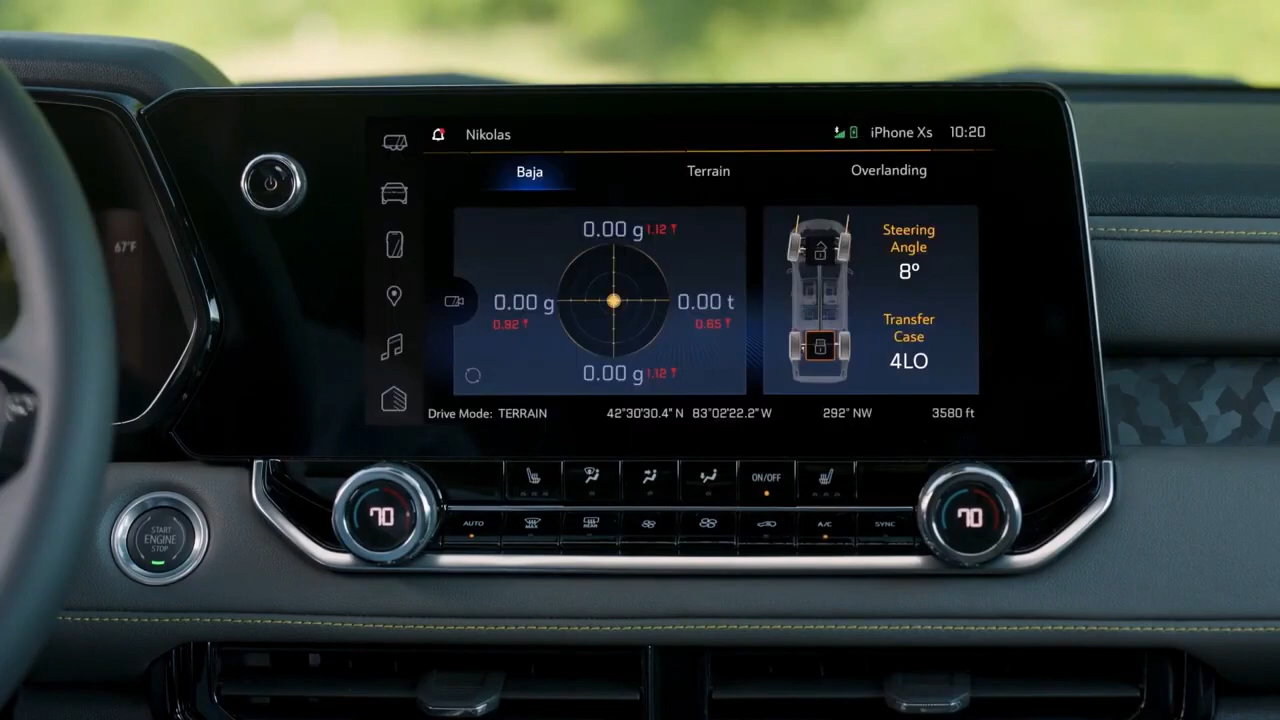 Nikolas
iPhone Xs 10:20
Baja Terrain Overlanding
67°F
0.00 g 1.12
0.00 g 0.00 t
0.92 0.65
0.00 g 1.12
Steering
Angle
8°
Transfer
Case
4LO
Drive Mode: TERRAIN 42°30'30.4" N 83°02'22.2" W 292° NW 3580 ft
ON/OFF
70 70
AUTO MAX REAR A/C SYNC
START
ENGINE
STOP